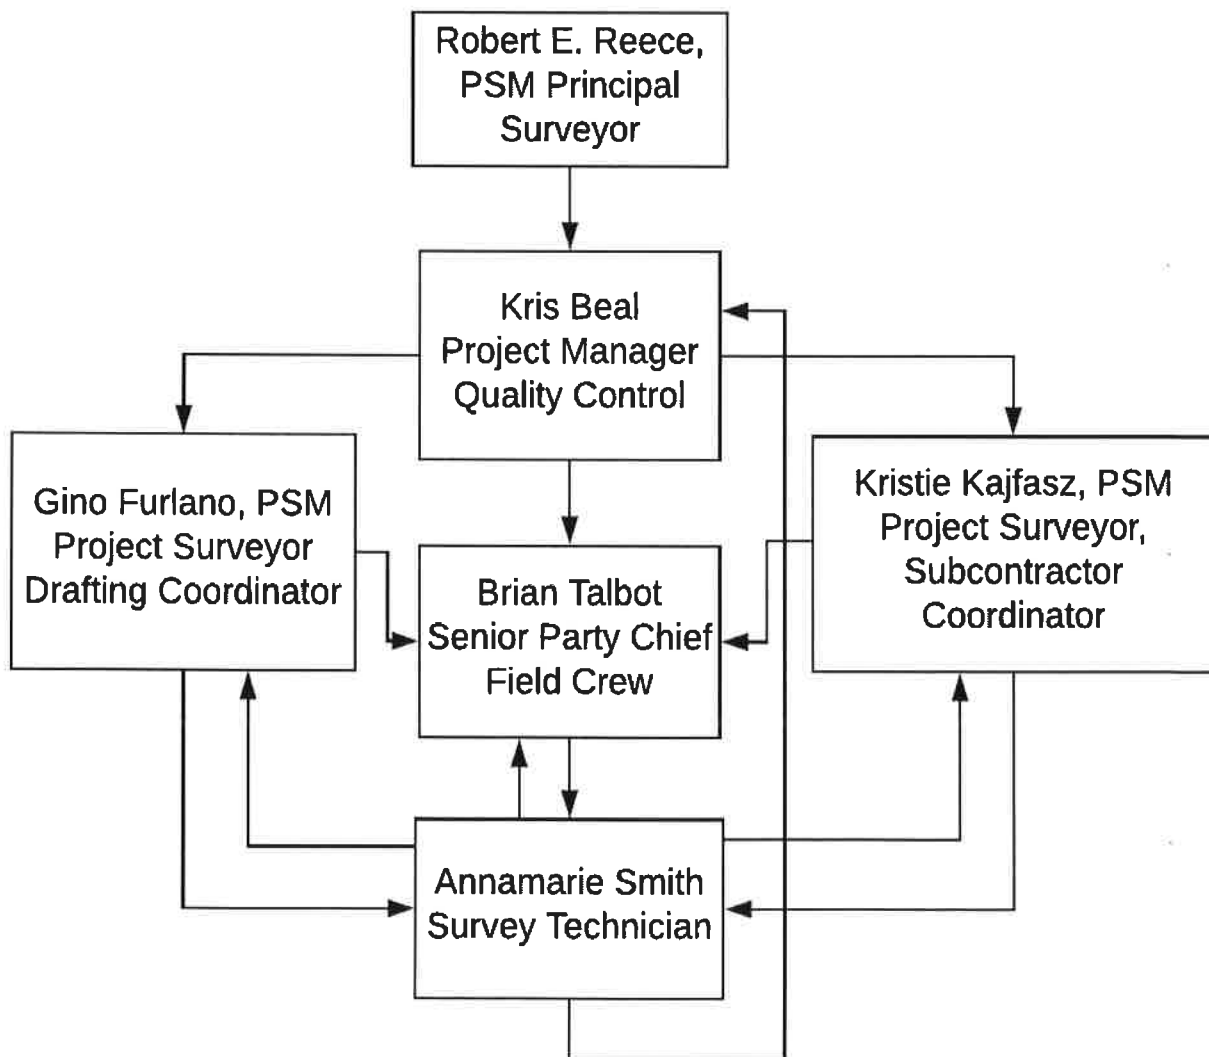 Robert E. Reece,
PSM Principal
Surveyor
Kris Beal
Project Manager
Quality Control
Gino Furlano, PSM
Project Surveyor
Drafting Coordinator
Brian Talbot
Senior Party Chief
Field Crew
Kristie Kajfasz, PSM
Project Surveyor,
Subcontractor
Coordinator
Annamarie Smith
Survey Technician